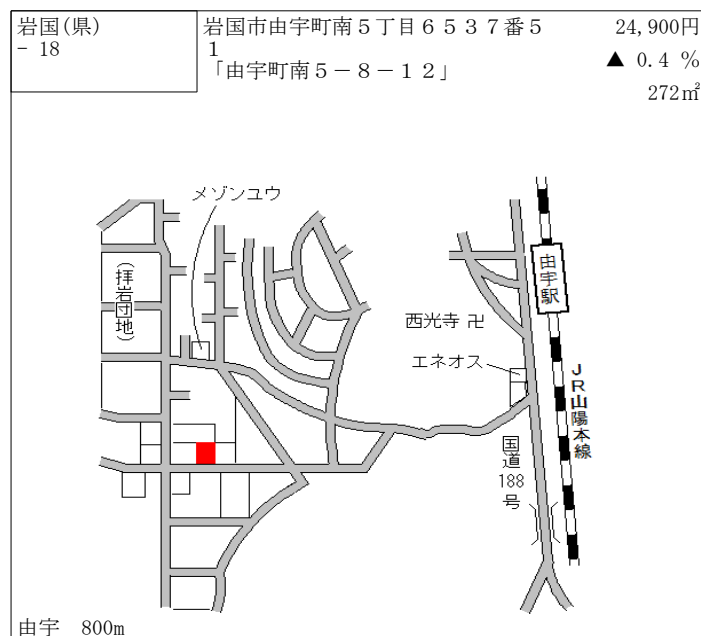 岩国(県)
- 18
岩国市由宇町南5丁目6537番5
1
「由宇町南5－8－12」
24,900円
▲ 0.4 %
272㎡
メゾンユウ
(拝岩団地)
由宇駅
西光寺 卍
エネオス
JR山陽本線
国道
188
号
由宇 800m